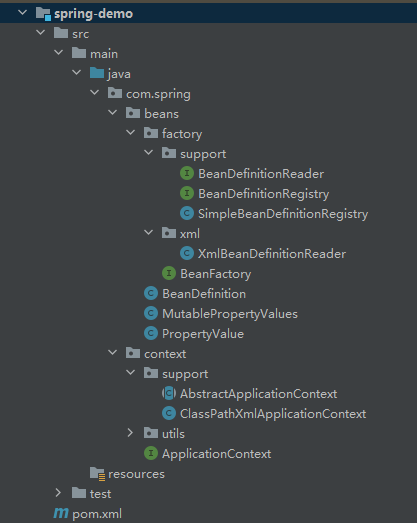 spring-demo
src
main
java
com.spring
beans
factory
support
BeanDefinitionReader
BeanDefinitionRegistry
SimpleBeanDefinitionRegistry
xml
XmlBeanDefinitionReader
BeanFactory
BeanDefinition
MutablePropertyValues
PropertyValue
context
support
AbstractApplicationContext
ClassPathXmlApplicationContext
utils
ApplicationContext
resources
test
pom.xml